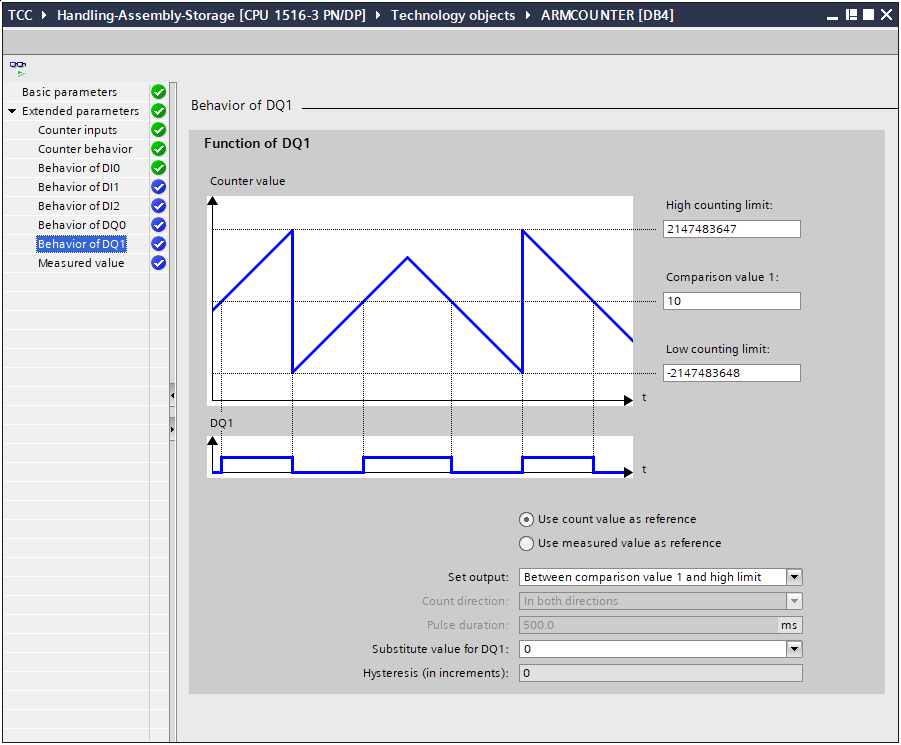 TCC Handling-Assembly-Storage [CPU 1516-3 PN/DP] Technology objects ARMCOUNTER [DB4]
Basic parameters
Extended parameters
Counter inputs
Counter behavior
Behavior of DI0
Behavior of DI1
Behavior of DI2
Behavior of DQ0
Behavior of DQ1
Measured value
Behavior of DQ1
Function of DQ1
Counter value
High counting limit:
2147483647
Comparison value 1:
10
Low counting limit:
-2147483648
t
DQ1
t
Use count value as reference
Use measured value as reference
Set output: Between comparison value 1 and high limit
Count direction: In both directions
Pulse duration: 500.0 ms
Substitute value for DQ1: 0
Hysteresis (in increments): 0